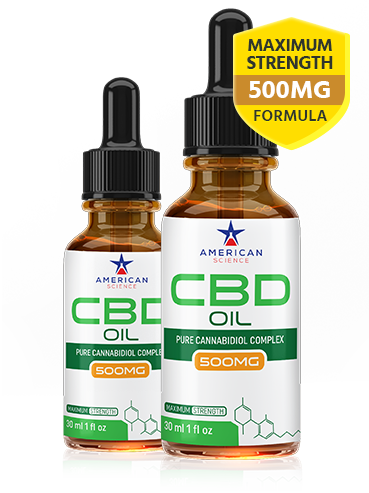 MAXIMUM
STRENGTH
500MG
FORMULA
AMERICAN
SCIENCE
CBD
OIL
PURE CANNABIDIOL COMPLEX
500MG
MAXIMUM STRENGTH
30 ml 1 fl oz
AMERICAN
SCIENCE
CBD
OIL
PURE CANNABIDIOL COMPLEX
500MG
MAXIMUM STRENGTH
30 ml 1 fl oz